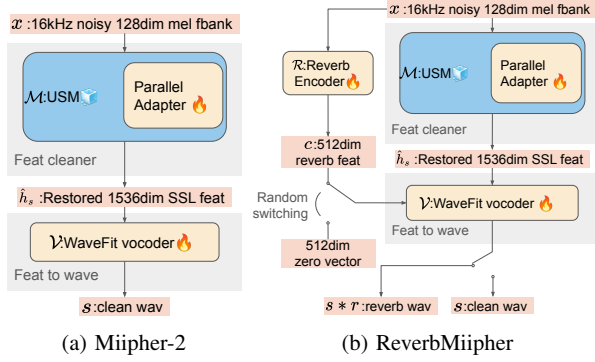 x :16kHz noisy 128dim mel fbank
M:USM
Parallel
Adapter
Feat cleaner
ĥ_s :Restored 1536dim SSL feat
V:WaveFit vocoder
Feat to wave
s:clean wav
(a) Miipher-2
x :16kHz noisy 128dim mel fbank
R:Reverb
Encoder
M:USM
Parallel
Adapter
Feat cleaner
c:512dim
reverb feat
ĥ_s :Restored 1536dim SSL feat
Random
switching
V:WaveFit vocoder
Feat to wave
512dim
zero vector
s * r :reverb wav
s:clean wav
(b) ReverbMiipher